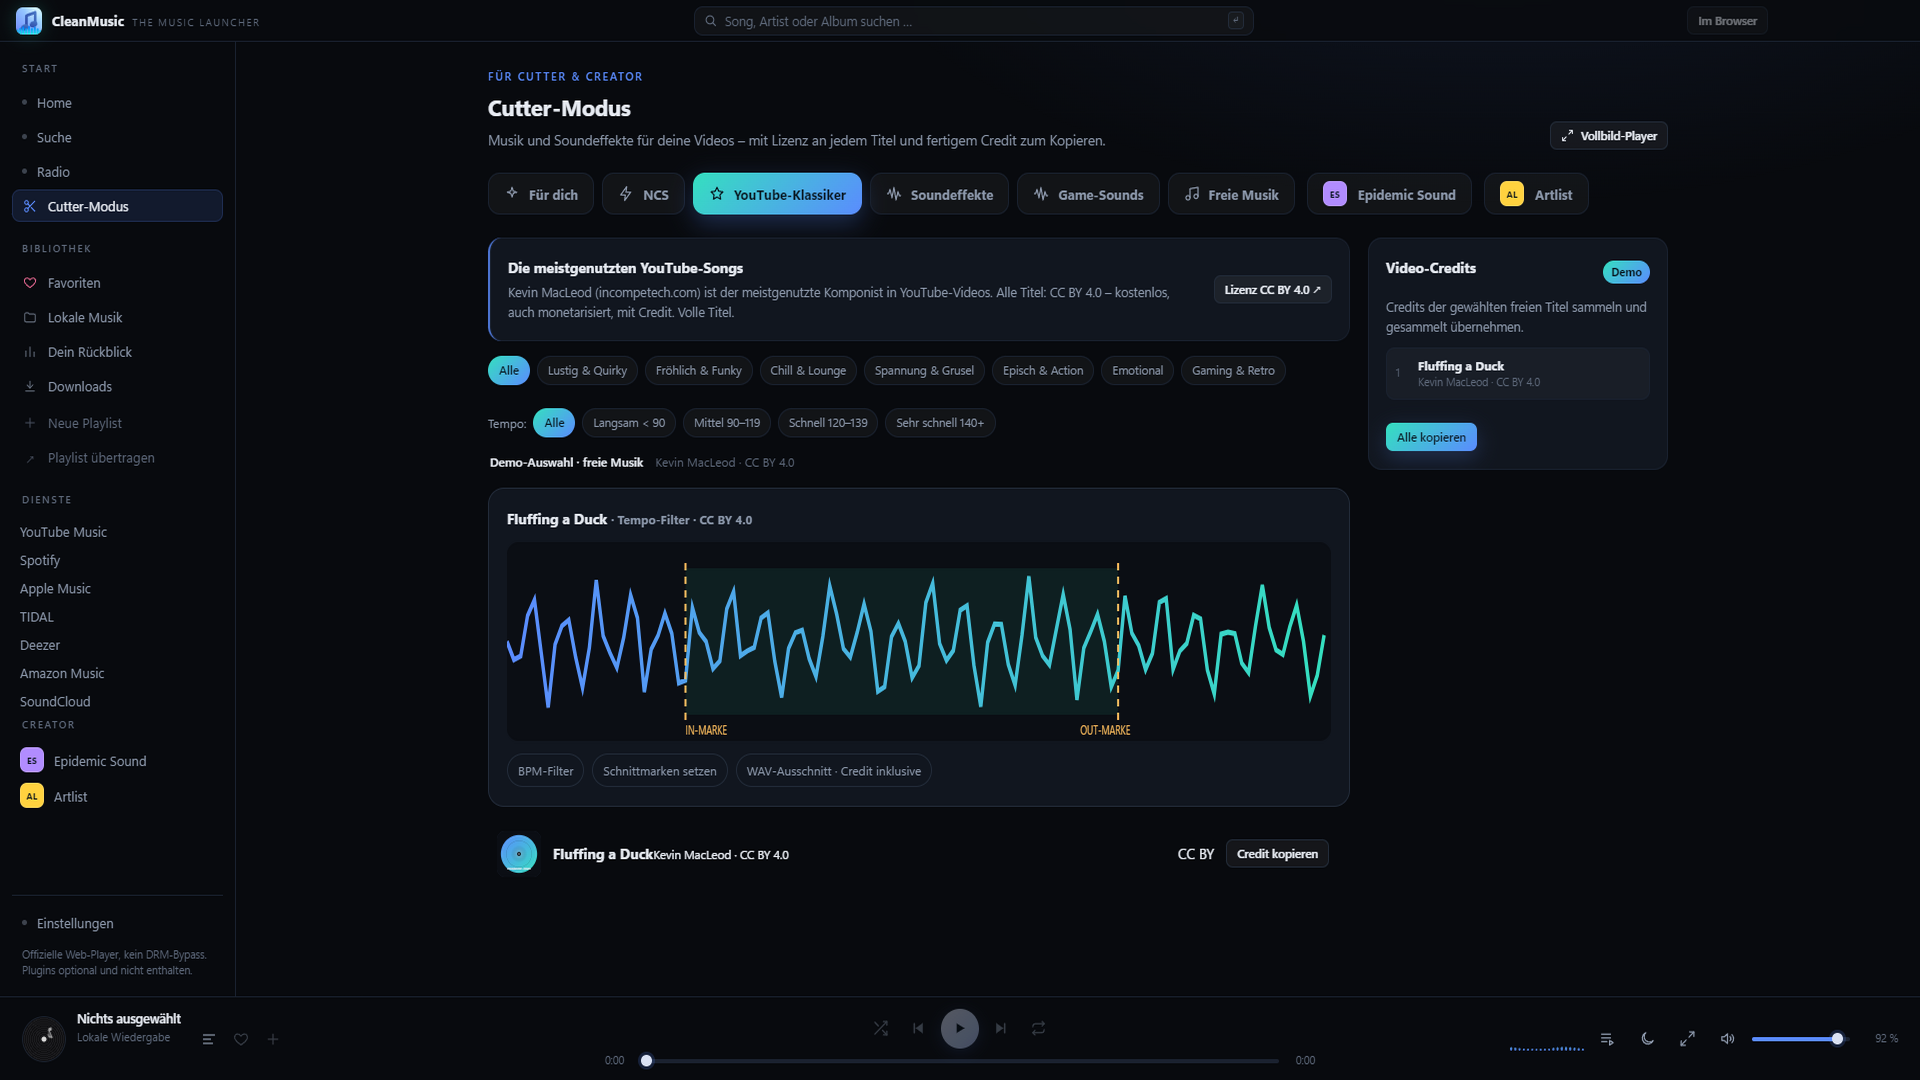 CleanMusic THE MUSIC LAUNCHER
Song, Artist oder Album suchen ...
Im Browser
START
Home
Suche
Radio
Cutter-Modus
BIBLIOTHEK
Favoriten
Lokale Musik
Dein Rückblick
Downloads
Neue Playlist
Playlist übertragen
DIENSTE
YouTube Music
Spotify
Apple Music
TIDAL
Deezer
Amazon Music
SoundCloud
CREATOR
ES Epidemic Sound
AL Artlist
Einstellungen
Offizielle Web-Player, kein DRM-Bypass.
Plugins optional und nicht enthalten.
FÜR CUTTER & CREATOR
Cutter-Modus
Musik und Soundeffekte für deine Videos – mit Lizenz an jedem Titel und fertigem Credit zum Kopieren.
Vollbild-Player
Für dich NCS YouTube-Klassiker Soundeffekte Game-Sounds Freie Musik ES Epidemic Sound AL Artlist
Die meistgenutzten YouTube-Songs
Kevin MacLeod (incompetech.com) ist der meistgenutzte Komponist in YouTube-Videos. Alle Titel: CC BY 4.0 – kostenlos,
auch monetarisiert, mit Credit. Volle Titel.
Lizenz CC BY 4.0 ↗
Alle Lustig & Quirky Fröhlich & Funky Chill & Lounge Spannung & Grusel Episch & Action Emotional Gaming & Retro
Tempo: Alle Langsam < 90 Mittel 90–119 Schnell 120–139 Sehr schnell 140+
Demo-Auswahl · freie Musik Kevin MacLeod · CC BY 4.0
Fluffing a Duck · Tempo-Filter · CC BY 4.0
IN-MARKE OUT-MARKE
BPM-Filter Schnittmarken setzen WAV-Ausschnitt · Credit inklusive
Fluffing a DuckKevin MacLeod · CC BY 4.0 CC BY Credit kopieren
Video-Credits Demo
Credits der gewählten freien Titel sammeln und
gesammelt übernehmen.
1 Fluffing a Duck
Kevin MacLeod · CC BY 4.0
Alle kopieren
Nichts ausgewählt
Lokale Wiedergabe
0:00 0:00
92 %